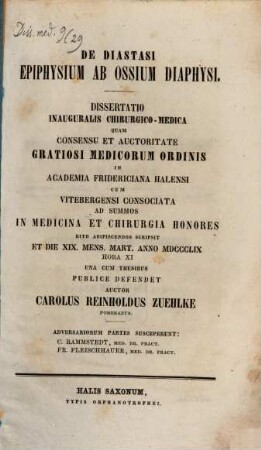 Diss. med. 9/29
DE DIASTASI
EPIPHYSIUM AB OSSIUM DIAPHYSI.
DISSERTATIO
INAUGURALIS CHIRURGICO-MEDICA
QUAM
CONSENSU ET AUCTORITATE
GRATIOSI MEDICORUM ORDINIS
IN
ACADEMIA FRIDERICIANA HALENSI
CUM
VITEBERGENSI CONSOCIATA
AD SUMMOS
IN MEDICINA ET CHIRURGIA HONORES
RITE ADIPISCENDOS SCRIPSIT
ET DIE XIX. MENS. MART. ANNO MDCCCLIX
HORA XI
UNA CUM THESIBUS
PUBLICE DEFENDET
AUCTOR
CAROLUS REINHOLDUS ZUEHLKE
POMERANUS.
ADVERSARIORUM PARTES SUSCEPERUNT:
C. RAMMSTEDT, MED. DR. PRACT.
FR. FLEISCHHAUER, MED. DR. PRACT.
HALIS SAXONUM,
TYPIS ORPHANOTROPHEI.